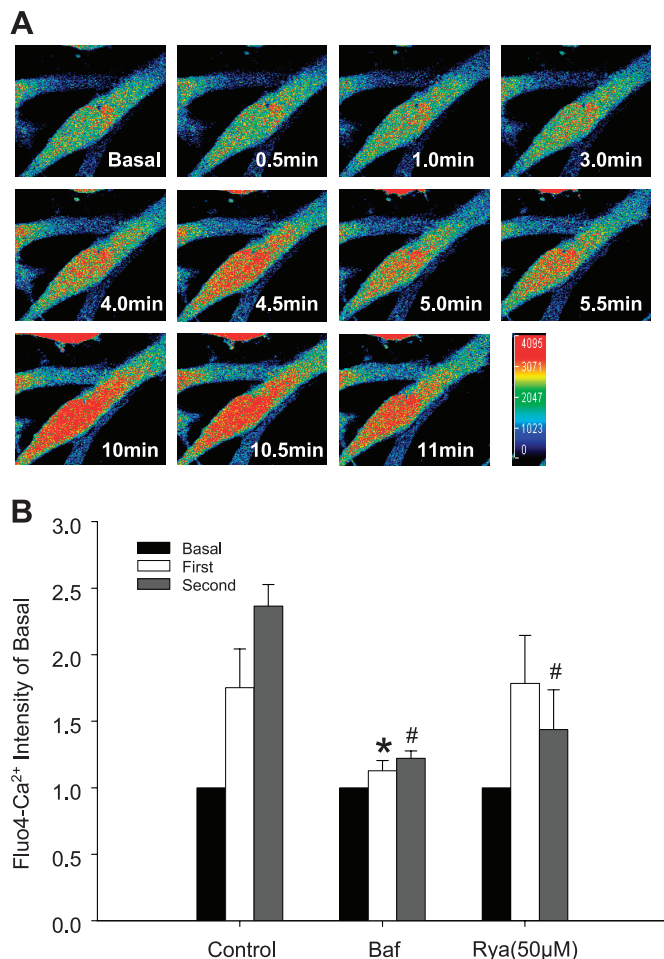 A
Basal
0.5min
1.0min
3.0min
4.0min
4.5min
5.0min
5.5min
10min
10.5min
11min
4095
3071
2047
1023
0
B
Fluo4-Ca²⁺ Intensity of Basal
3.0
2.5
2.0
1.5
1.0
0.5
0.0
Basal
First
Second
*
#
#
Control
Baf
Rya(50μM)